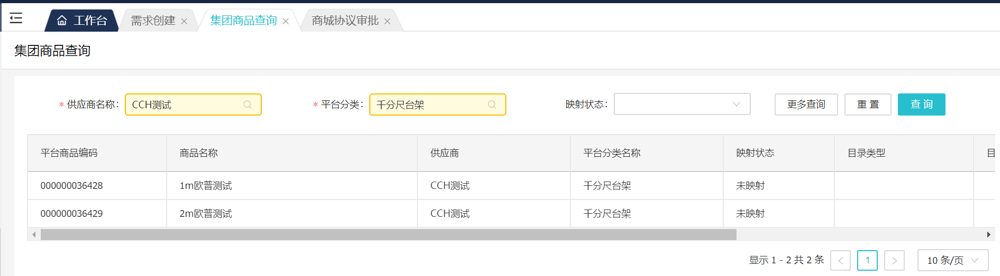 工作台 需求创建 集团商品查询 商城协议审批
集团商品查询
* 供应商名称: CCH测试 * 平台分类: 千分尺台架 映射状态: 更多查询 重 置 查 询
平台商品编码 商品名称 供应商 平台分类名称 映射状态 目录类型 目
000000036428 1m欧普测试 CCH测试 千分尺台架 未映射
000000036429 2m欧普测试 CCH测试 千分尺台架 未映射
显示 1 - 2 共 2 条 < 1 > 10 条/页